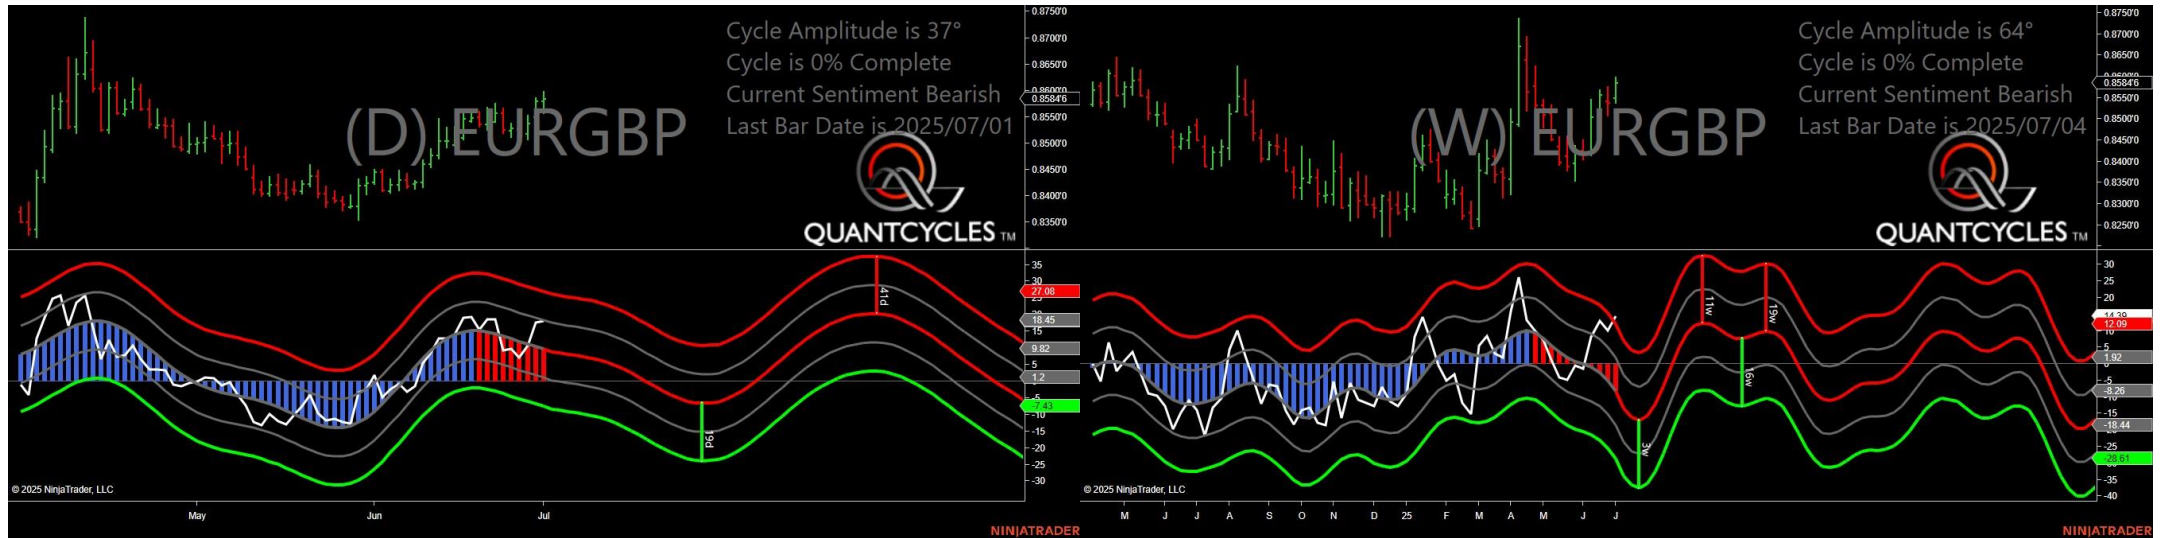 Cycle Amplitude is 37°
Cycle is 0% Complete
Current Sentiment Bearish
Last Bar Date is 2025/07/01
(D) EURGBP
QUANTCYCLES TM
0.8750'0
0.8700'0
0.8650'0
0.8600'0
0.8584'6
0.8550'0
0.8500'0
0.8450'0
0.8400'0
0.8350'0
35
27.08
18.45
15
9.82
5
1.2
-7.43
-10
-15
-20
-25
-30
41d
19d
© 2025 NinjaTrader, LLC
May
Jun
Jul
NINJATRADER
Cycle Amplitude is 64°
Cycle is 0% Complete
Current Sentiment Bearish
Last Bar Date is 2025/07/04
(W) EURGBP
QUANTCYCLES TM
0.8750'0
0.8700'0
0.8650'0
0.8584'6
0.8550'0
0.8500'0
0.8450'0
0.8400'0
0.8350'0
0.8300'0
0.8250'0
30
25
20
12.09
5
1.92
-5
-8.26
-15
-18.44
-25
-28.61
-35
-40
3w
11w
16w
19w
© 2025 NinjaTrader, LLC
M
J
J
A
S
O
N
D
25
F
M
A
M
J
J
NINJATRADER